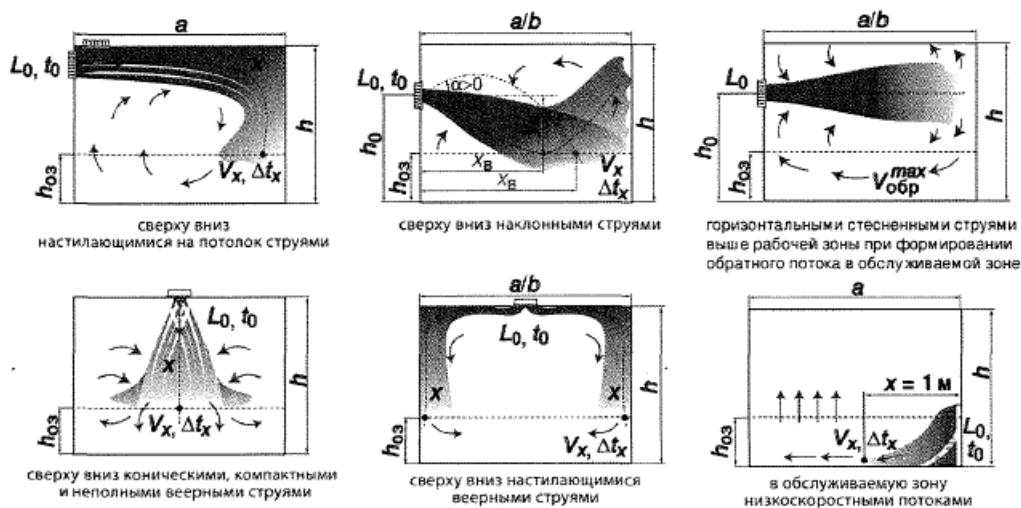 a
L₀, t₀
x
h
hоз
Vx, Δtx
сверху вниз
настилающимися на потолок струями
a/b
L₀, t₀
α>0
h
h₀
xв
Vx
xв
Δtx
hоз
сверху вниз наклонными струями
a/b
L₀
h
h₀
Vобр max
hоз
горизонтальными стесненными струями
выше рабочей зоны при формировании
обратного потока в обслуживаемой зоне
L₀, t₀
x
h
hоз
Vx, Δtx
сверху вниз коническими, компактными
и неполными веерными струями
a/b
L₀, t₀
h
x
x
hоз
Vx, Δtx
сверху вниз настилающимися
веерными струями
a
h
x = 1 м
hоз
Vx, Δtx
L₀,
t₀
в обслуживаемую зону
низкоскоростными потоками